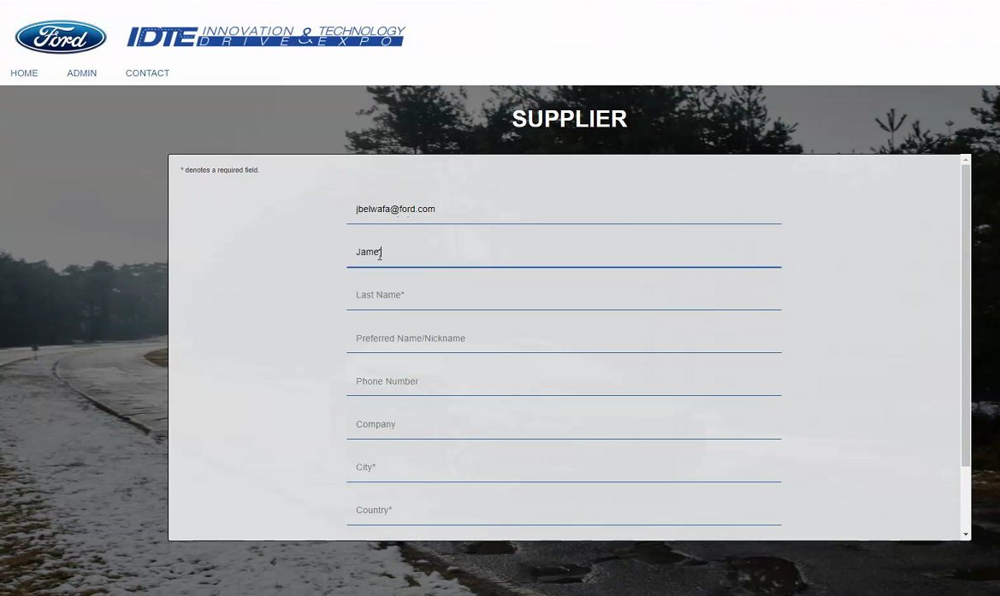 Ford
IDTE INNOVATION & TECHNOLOGY
DRIVE & EXPO
HOME ADMIN CONTACT
SUPPLIER
* denotes a required field.
jbelwafa@ford.com
Jame
Last Name*
Preferred Name/Nickname
Phone Number
Company
City*
Country*